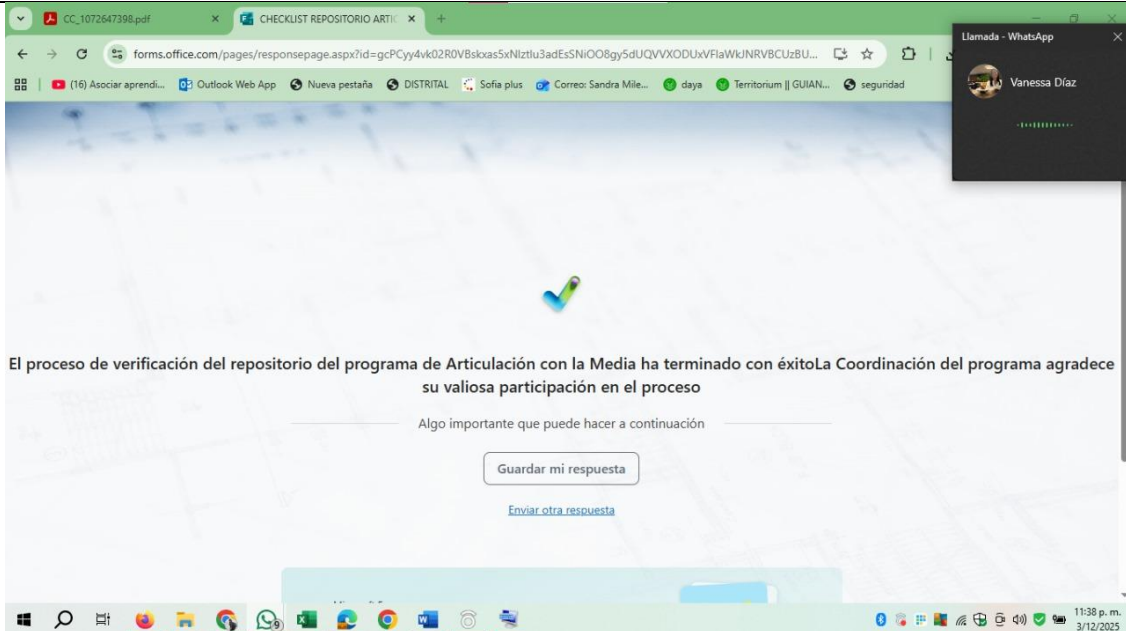 CC_1072647398.pdf
CHECKLIST REPOSITORIO ARTIC
Llamada - WhatsApp
forms.office.com/pages/responsepage.aspx?id=gcPCyy4vk02R0VBskxas5xNIztlu3adEsSNiOO8gy5dUQVVXODUxVFlaWkJNRVBCUzBU...
(16) Asociar aprendi... Outlook Web App Nueva pestaña DISTRITAL Sofia plus Correo: Sandra Mile... daya Territorium || GUIAN... seguridad
Vanessa Díaz
El proceso de verificación del repositorio del programa de Articulación con la Media ha terminado con éxitoLa Coordinación del programa agradece
su valiosa participación en el proceso
Algo importante que puede hacer a continuación
Guardar mi respuesta
Enviar otra respuesta
11:38 p. m.
3/12/2025